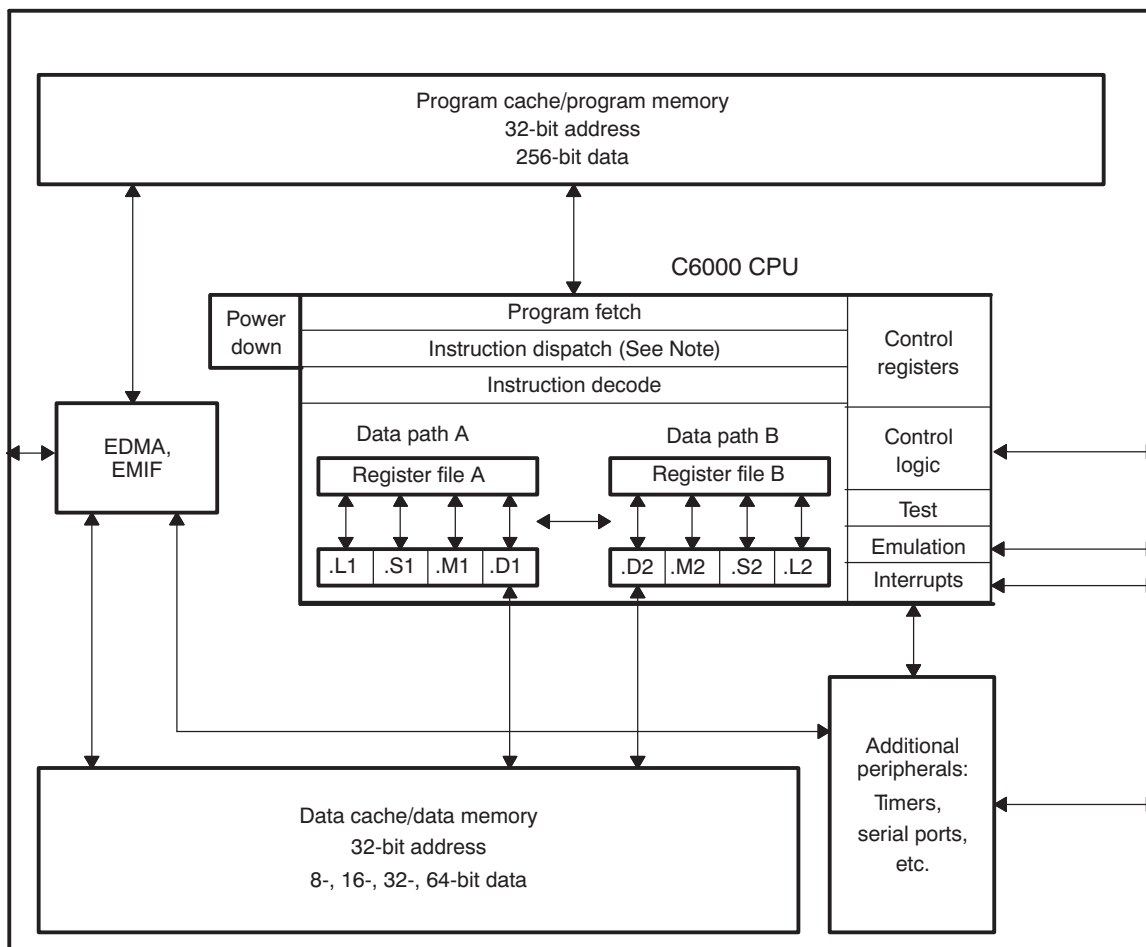 Program cache/program memory
32-bit address
256-bit data
C6000 CPU
Power
down
Program fetch
Instruction dispatch (See Note)
Instruction decode
Control
registers
EDMA,
EMIF
Data path A
Data path B
Register file A
Register file B
.L1 .S1 .M1 .D1
.D2 .M2 .S2 .L2
Control
logic
Test
Emulation
Interrupts
Data cache/data memory
32-bit address
8-, 16-, 32-, 64-bit data
Additional
peripherals:
Timers,
serial ports,
etc.